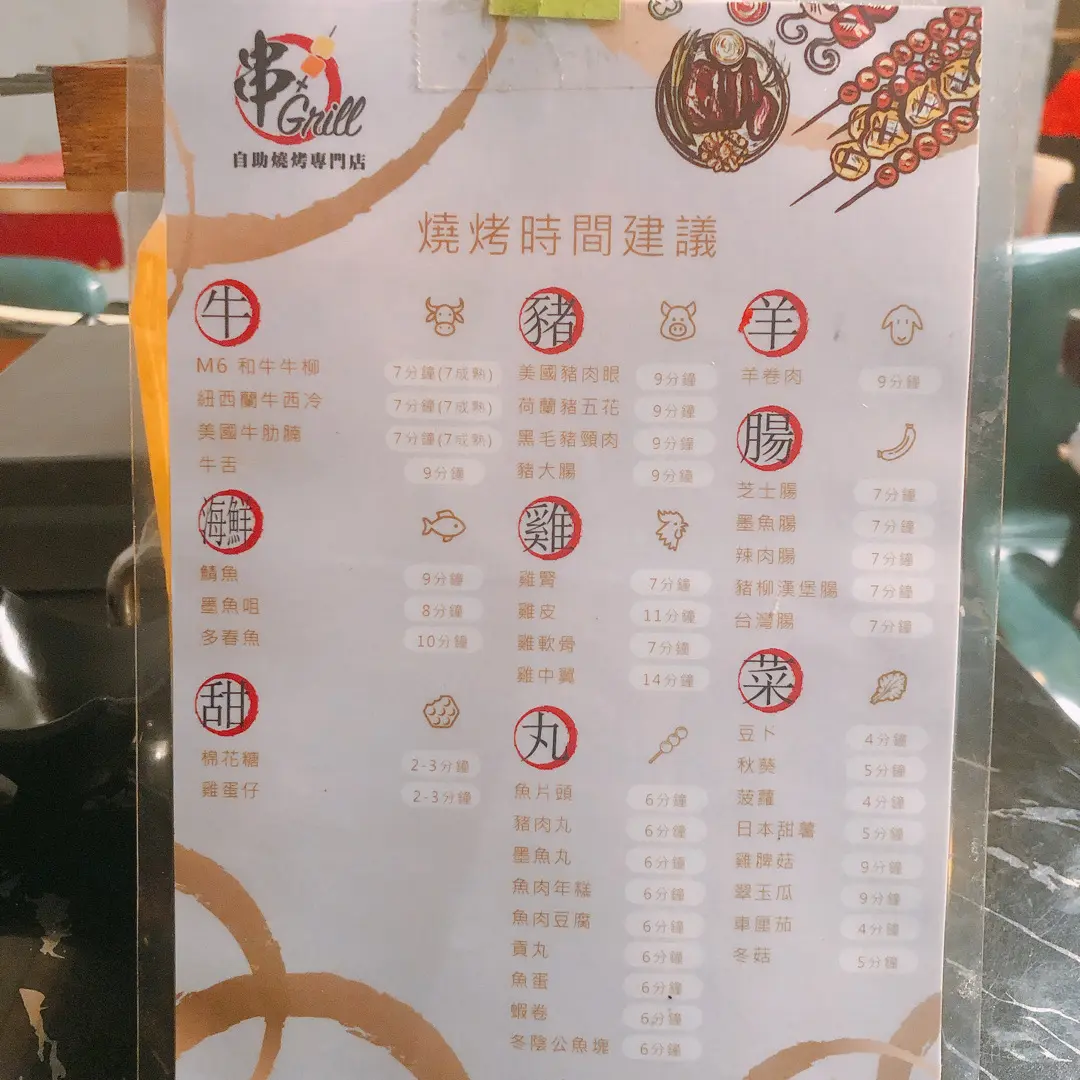 串
Grill
自助燒烤專門店
燒烤時間建議
牛
M6 和牛牛柳 7分鐘(7成熟)
紐西蘭牛西冷 7分鐘(7成熟)
美國牛肋腩 7分鐘(7成熟)
牛舌 9分鐘
海鮮
鯖魚 9分鐘
墨魚咀 8分鐘
多春魚 10分鐘
甜
棉花糖 2-3分鐘
雞蛋仔 2-3分鐘
豬
美國豬肉眼 9分鐘
荷蘭豬五花 9分鐘
黑毛豬頸肉 9分鐘
豬大腸 9分鐘
雞
雞腎 7分鐘
雞皮 11分鐘
雞軟骨 7分鐘
雞中翼 14分鐘
丸
魚片頭 6分鐘
豬肉丸 6分鐘
墨魚丸 6分鐘
魚肉年糕 6分鐘
魚肉豆腐 6分鐘
貢丸 6分鐘
魚蛋 6分鐘
蝦卷 6分鐘
冬陰公魚塊 6分鐘
羊
羊卷肉 9分鐘
腸
芝士腸 7分鐘
墨魚腸 7分鐘
辣肉腸 7分鐘
豬柳漢堡腸 7分鐘
台灣腸 7分鐘
菜
豆卜 4分鐘
秋葵 5分鐘
菠蘿 4分鐘
日本甜薯 5分鐘
雞脾菇 9分鐘
翠玉瓜 9分鐘
車厘茄 4分鐘
冬菇 5分鐘